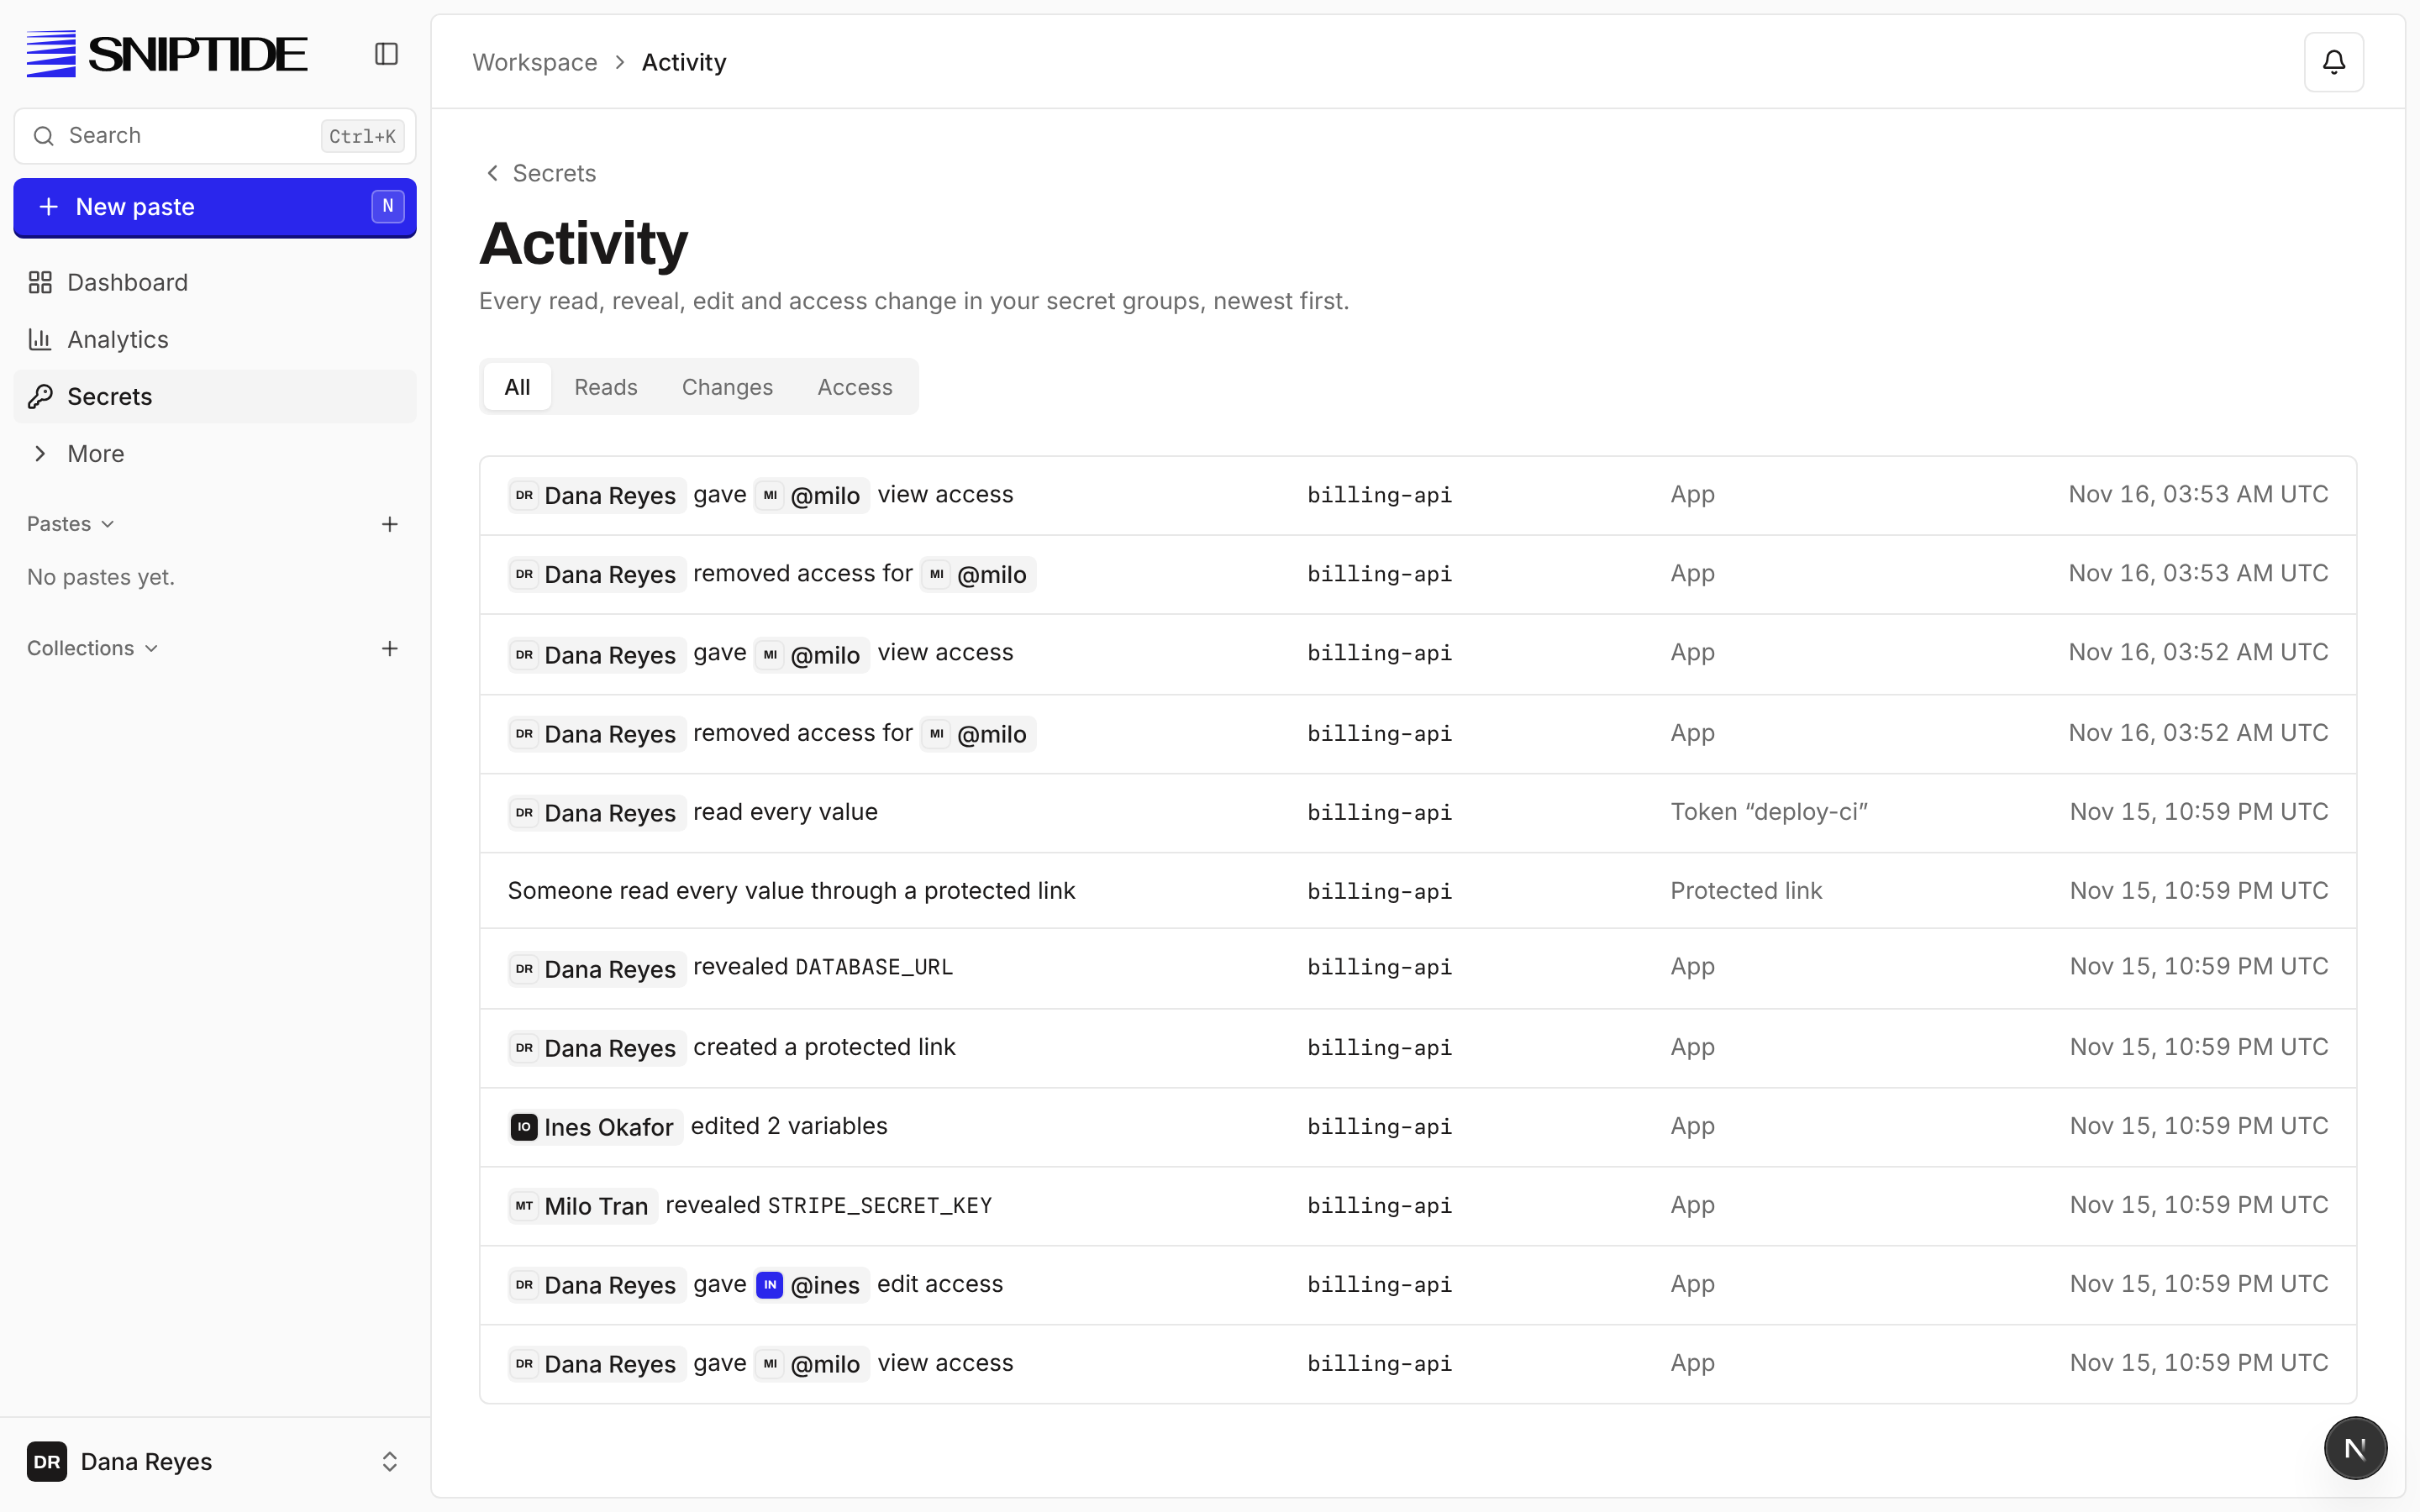 SNIPTIDE
Search Ctrl+K
New paste N
Dashboard
Analytics
Secrets
More
Pastes
No pastes yet.
Collections
DR Dana Reyes
Workspace > Activity
Secrets
Activity
Every read, reveal, edit and access change in your secret groups, newest first.
All Reads Changes Access
DR Dana Reyes gave MI @milo view access billing-api App Nov 16, 03:53 AM UTC
DR Dana Reyes removed access for MI @milo billing-api App Nov 16, 03:53 AM UTC
DR Dana Reyes gave MI @milo view access billing-api App Nov 16, 03:52 AM UTC
DR Dana Reyes removed access for MI @milo billing-api App Nov 16, 03:52 AM UTC
DR Dana Reyes read every value billing-api Token “deploy-ci” Nov 15, 10:59 PM UTC
Someone read every value through a protected link billing-api Protected link Nov 15, 10:59 PM UTC
DR Dana Reyes revealed DATABASE_URL billing-api App Nov 15, 10:59 PM UTC
DR Dana Reyes created a protected link billing-api App Nov 15, 10:59 PM UTC
IO Ines Okafor edited 2 variables billing-api App Nov 15, 10:59 PM UTC
MT Milo Tran revealed STRIPE_SECRET_KEY billing-api App Nov 15, 10:59 PM UTC
DR Dana Reyes gave IN @ines edit access billing-api App Nov 15, 10:59 PM UTC
DR Dana Reyes gave MI @milo view access billing-api App Nov 15, 10:59 PM UTC
N